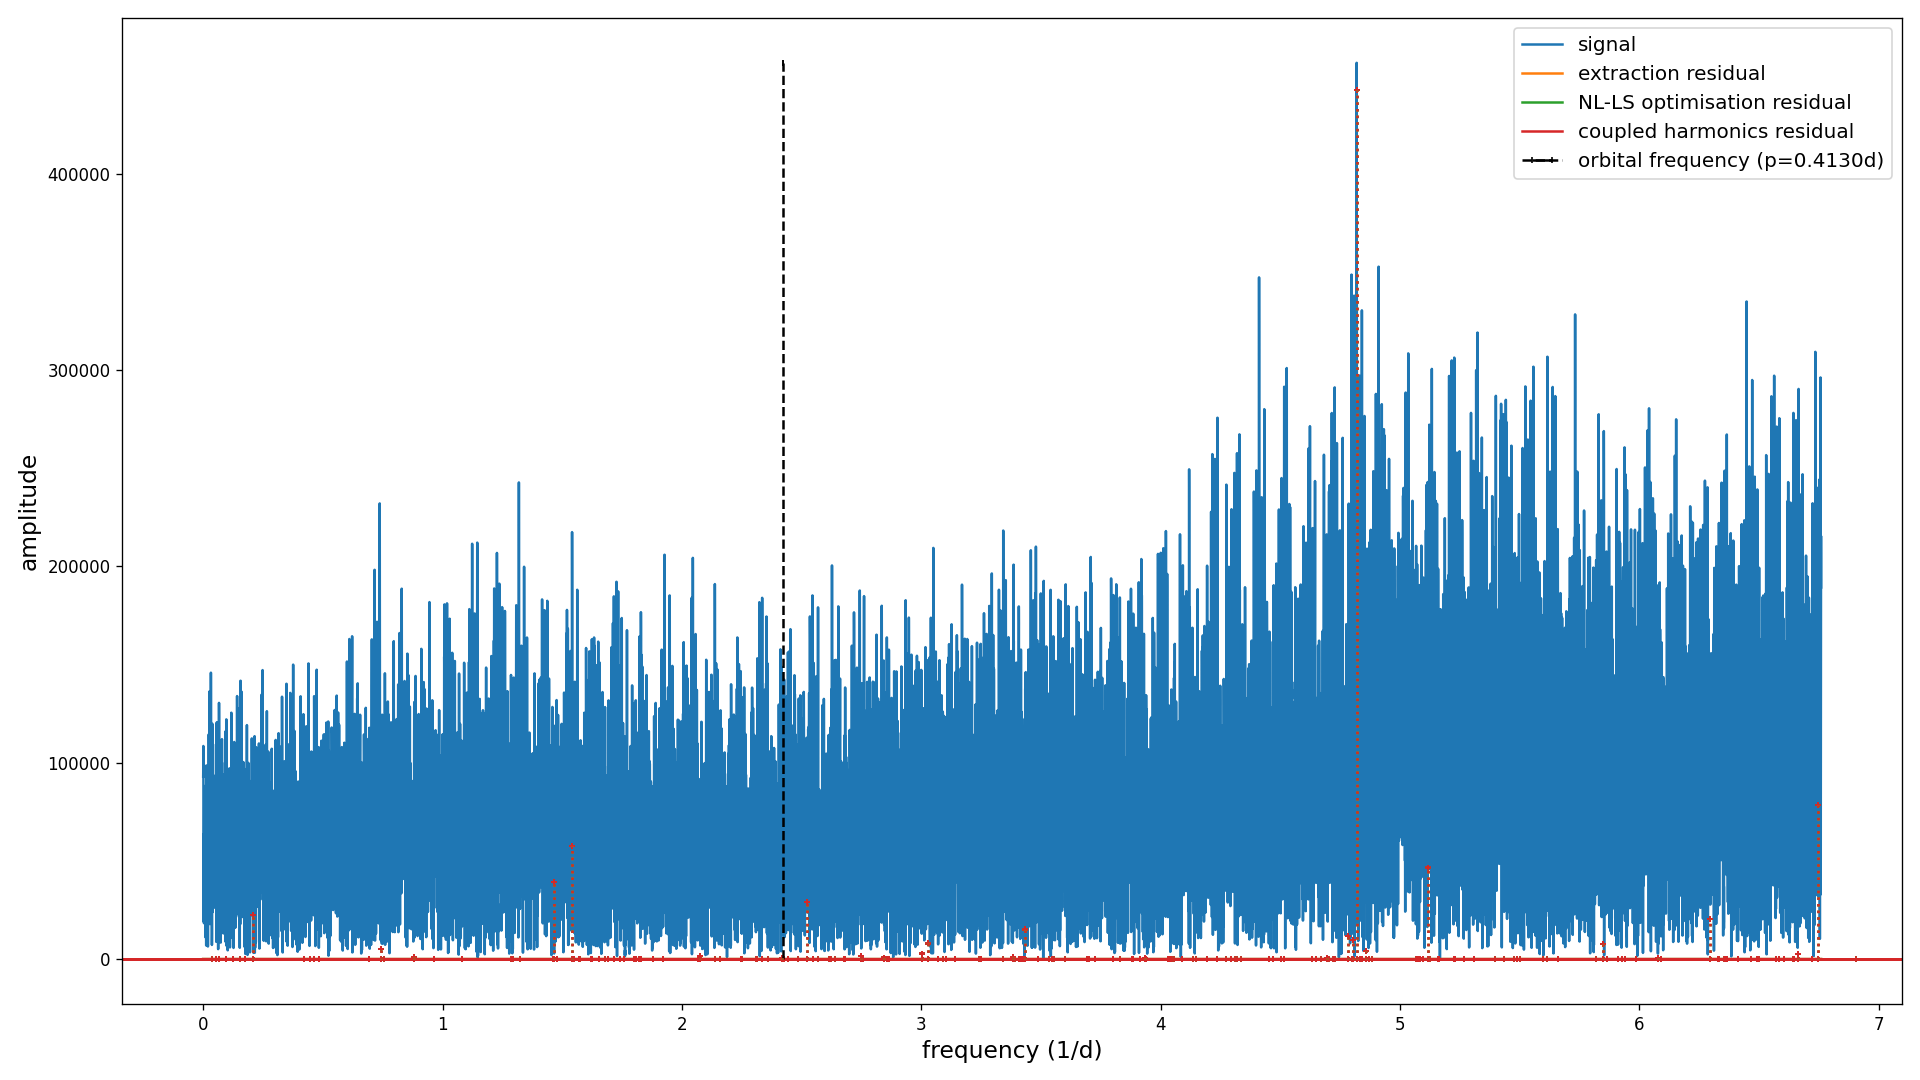 signal
extraction residual
NL-LS optimisation residual
coupled harmonics residual
orbital frequency (p=0.4130d)
amplitude
400000
300000
200000
100000
0
0 1 2 3 4 5 6 7
frequency (1/d)